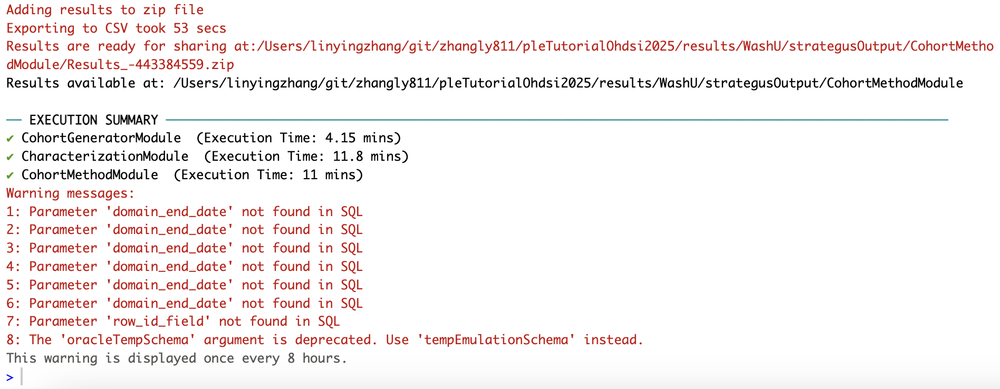 Adding results to zip file
Exporting to CSV took 53 secs
Results are ready for sharing at:/Users/linyingzhang/git/zhangly811/pleTutorialOhdsi2025/results/WashU/strategusOutput/CohortMetho
dModule/Results_-443384559.zip
Results available at: /Users/linyingzhang/git/zhangly811/pleTutorialOhdsi2025/results/WashU/strategusOutput/CohortMethodModule
── EXECUTION SUMMARY ──────────────────────────────
✔ CohortGeneratorModule  (Execution Time: 4.15 mins)
✔ CharacterizationModule  (Execution Time: 11.8 mins)
✔ CohortMethodModule  (Execution Time: 11 mins)
Warning messages:
1: Parameter 'domain_end_date' not found in SQL
2: Parameter 'domain_end_date' not found in SQL
3: Parameter 'domain_end_date' not found in SQL
4: Parameter 'domain_end_date' not found in SQL
5: Parameter 'domain_end_date' not found in SQL
6: Parameter 'domain_end_date' not found in SQL
7: Parameter 'row_id_field' not found in SQL
8: The 'oracleTempSchema' argument is deprecated. Use 'tempEmulationSchema' instead.
This warning is displayed once every 8 hours.
>